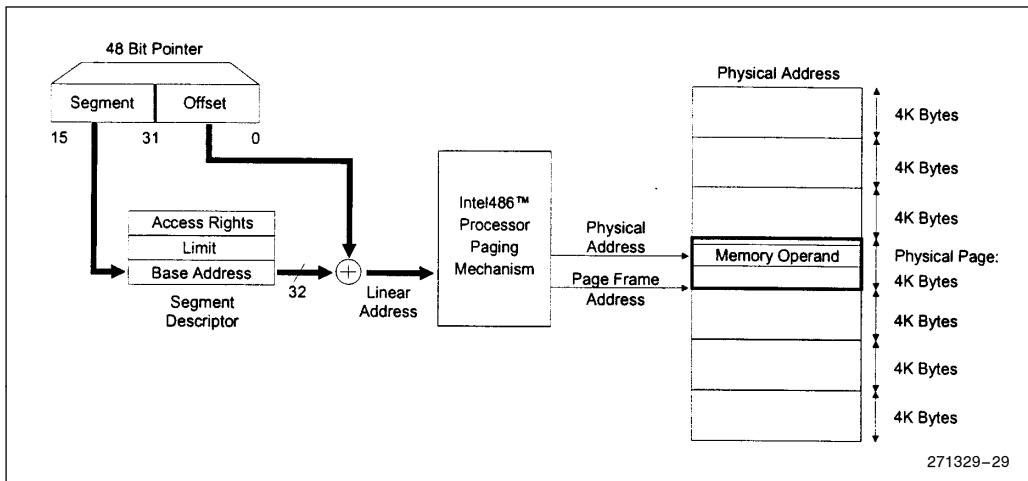 48 Bit Pointer
Segment
Offset
15
31
0
Access Rights
Limit
Base Address
Segment
Descriptor
32
+
Linear
Address
Intel486™
Processor
Paging
Mechanism
Physical
Address
Page Frame
Address
Physical Address
Memory Operand
4K Bytes
4K Bytes
4K Bytes
Physical Page:
4K Bytes
4K Bytes
4K Bytes
4K Bytes
271329–29